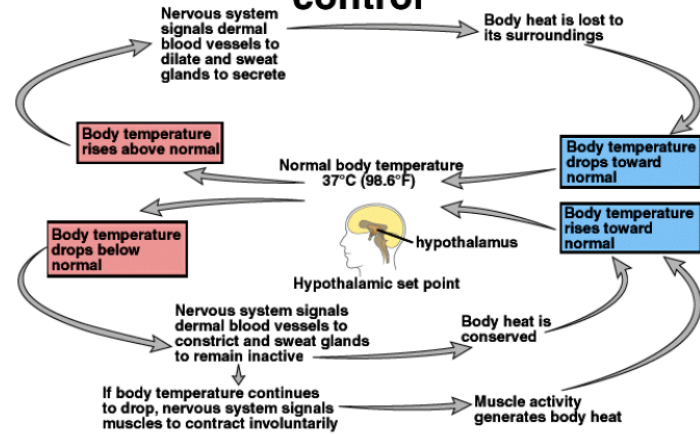 control
Nervous system
signals dermal
blood vessels to
dilate and sweat
glands to secrete
Body heat is lost to
its surroundings
Body temperature
rises above normal
Body temperature
drops toward
normal
Normal body temperature
37°C (98.6°F)
Body temperature
drops below
normal
Body temperature
rises toward
normal
hypothalamus
Hypothalamic set point
Nervous system signals
dermal blood vessels to
constrict and sweat glands
to remain inactive
Body heat is
conserved
If body temperature continues
to drop, nervous system signals
muscles to contract involuntarily
Muscle activity
generates body heat